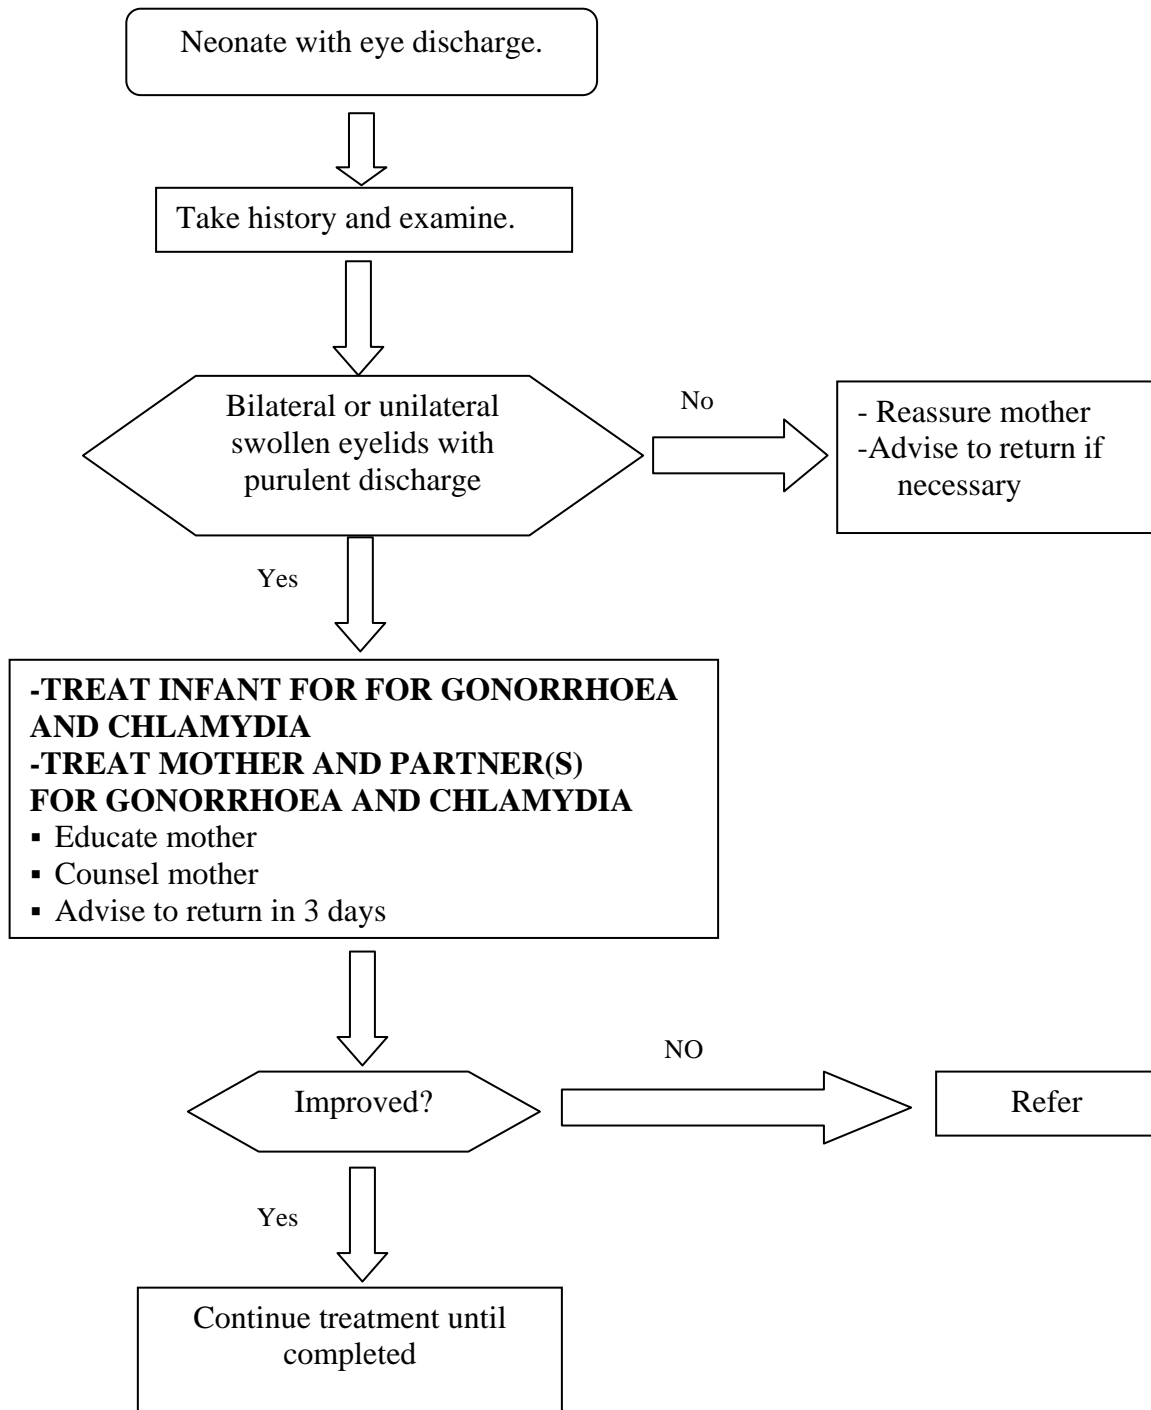 Neonate with eye discharge.
Take history and examine.
Bilateral or unilateral
swollen eyelids with
purulent discharge
No
- Reassure mother
-Advise to return if
necessary
Yes
-TREAT INFANT FOR FOR GONORRHOEA
AND CHLAMYDIA
-TREAT MOTHER AND PARTNER(S)
FOR GONORRHOEA AND CHLAMYDIA
▪ Educate mother
▪ Counsel mother
▪ Advise to return in 3 days
Improved?
NO
Refer
Yes
Continue treatment until
completed